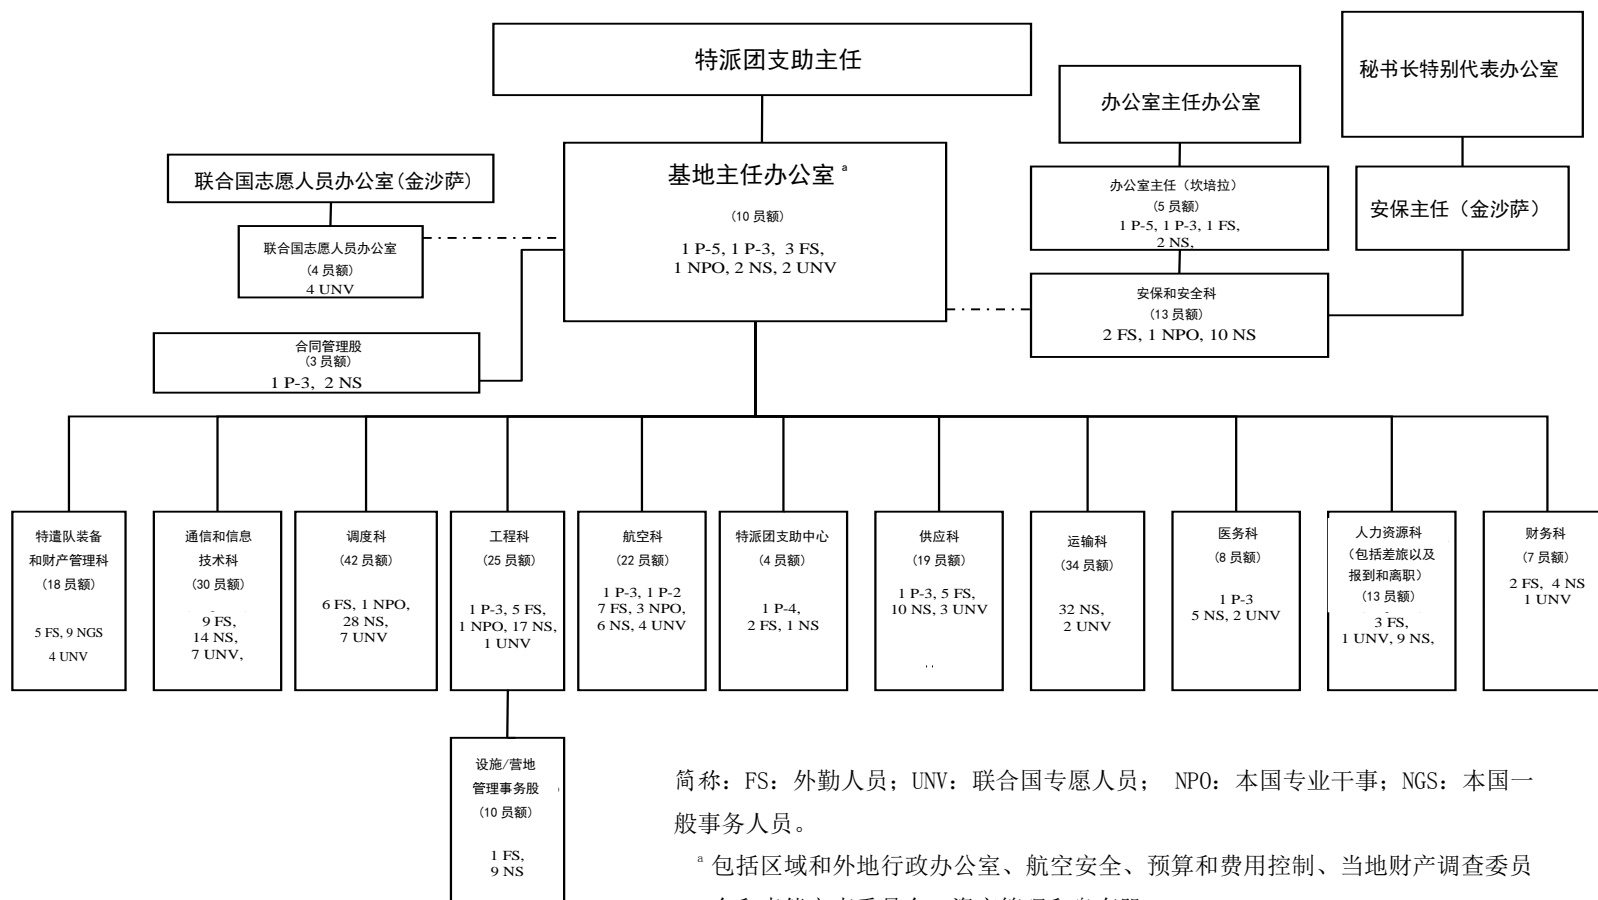 特派团支助主任
办公室主任办公室
秘书长特别代表办公室
联合国志愿人员办公室(金沙萨)
基地主任办公室 a
(10 员额)
1 P-5, 1 P-3, 3 FS,
1 NPO, 2 NS, 2 UNV
办公室主任（坎培拉）
(5 员额)
1 P-5, 1 P-3, 1 FS,
2 NS,
安保主任（金沙萨）
联合国志愿人员办公室
(4 员额)
4 UNV
安保和安全科
(13 员额)
2 FS, 1 NPO, 10 NS
合同管理股
(3 员额)
1 P-3, 2 NS
特遣队装备
和财产管理科
(18 员额)
5 FS, 9 NGS
4 UNV
通信和信息
技术科
(30 员额)
9 FS,
14 NS,
7 UNV,
调度科
(42 员额)
6 FS, 1 NPO,
28 NS,
7 UNV
工程科
(25 员额)
1 P-3, 5 FS,
1 NPO, 17 NS,
1 UNV
航空科
(22 员额)
1 P-3, 1 P-2
7 FS, 3 NPO,
6 NS, 4 UNV
特派团支助中心
(4 员额)
1 P-4,
2 FS, 1 NS
供应科
(19 员额)
1 P-3, 5 FS,
10 NS, 3 UNV
运输科
(34 员额)
32 NS,
2 UNV
医务科
(8 员额)
1 P-3
5 NS, 2 UNV
人力资源科
（包括差旅以及
报到和离职）
(13 员额)
3 FS,
1 UNV, 9 NS,
财务科
(7 员额)
2 FS, 4 NS
1 UNV
设施/营地
管理事务股
(10 员额)
1 FS,
9 NS
简称：FS：外勤人员；UNV：联合国专愿人员； NPO：本国专业干事；NGS：本国一
般事务人员。
a 包括区域和外地行政办公室、航空安全、预算和费用控制、当地财产调查委员